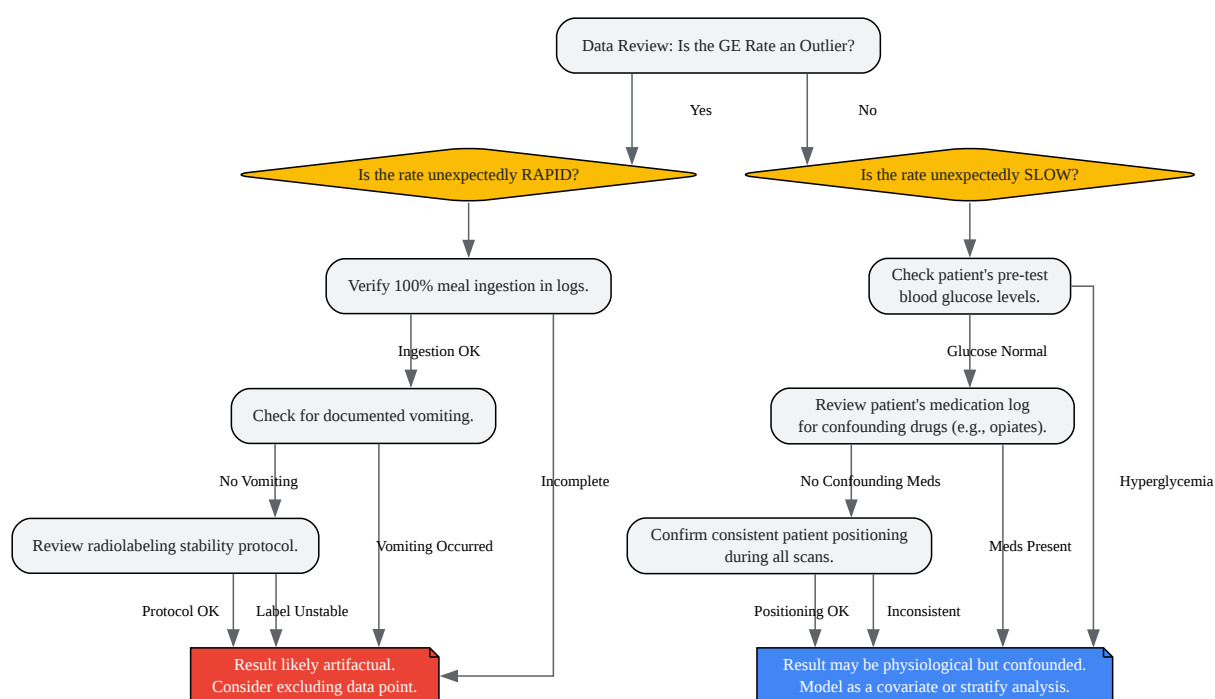 Data Review: Is the GE Rate an Outlier?
Yes
No
Is the rate unexpectedly RAPID?
Is the rate unexpectedly SLOW?
Verify 100% meal ingestion in logs.
Check patient's pre-test
blood glucose levels.
Ingestion OK
Glucose Normal
Check for documented vomiting.
Review patient's medication log
for confounding drugs (e.g., opiates).
No Vomiting
Incomplete
No Confounding Meds
Hyperglycemia
Review radiolabeling stability protocol.
Vomiting Occurred
Confirm consistent patient positioning
during all scans.
Meds Present
Protocol OK
Label Unstable
Positioning OK
Inconsistent
Result likely artifactual.
Consider excluding data point.
Result may be physiological but confounded.
Model as a covariate or stratify analysis.